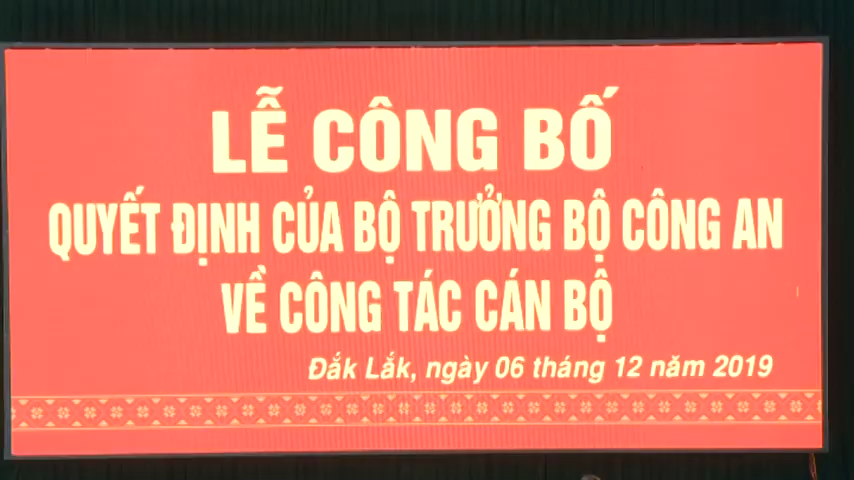 LỄ CÔNG BỐ
QUYẾT ĐỊNH CỦA BỘ TRƯỞNG BỘ CÔNG AN
VỀ CÔNG TÁC CÁN BỘ
Đắk Lắk, ngày 06 tháng 12 năm 2019